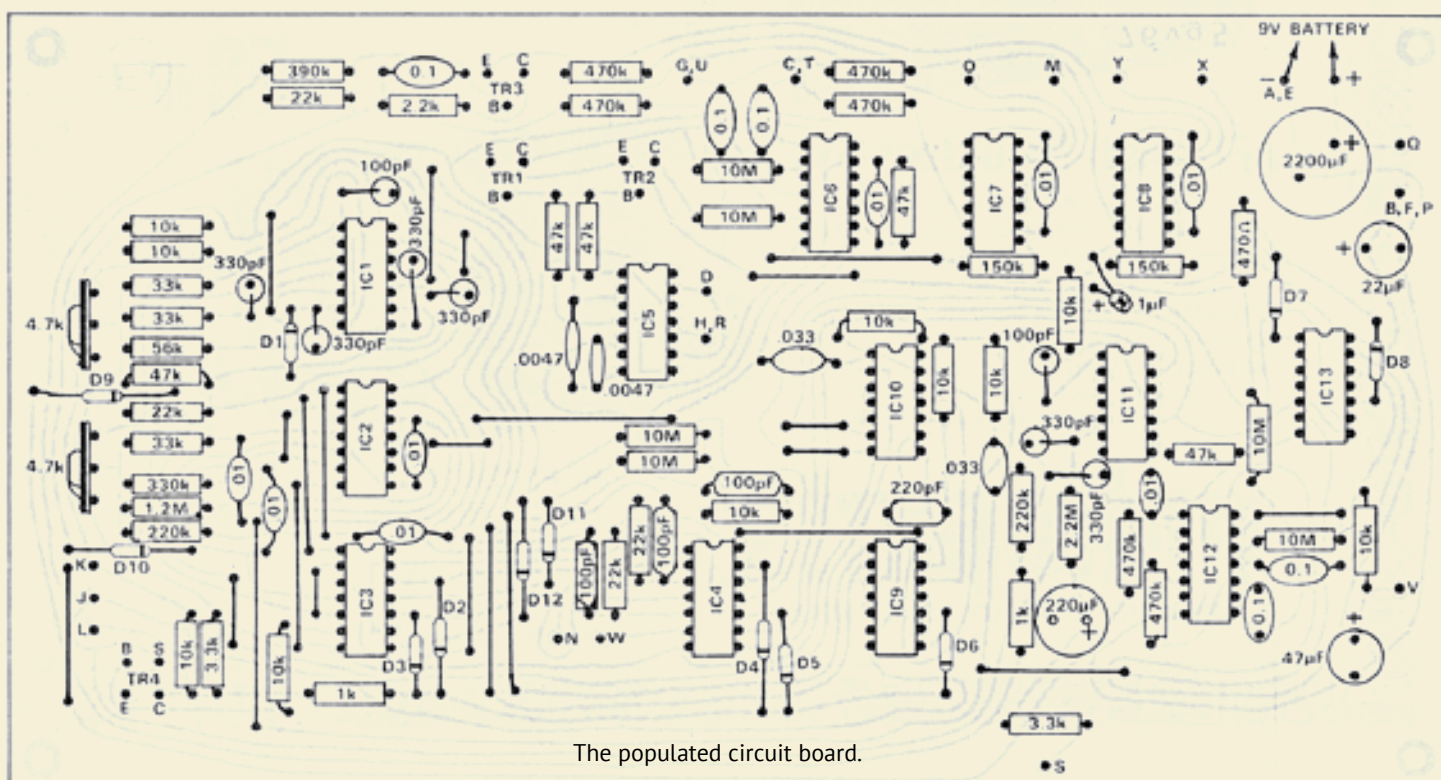 9V BATTERY
390k
0.1
E C
470k
G,U
C,T
470k
O
M
Y
X
− +
A,E
22k
2.2k
TR3
B
470k
470k
0.1
0.1
2200µF
+
Q
E C
TR1
B
E C
TR2
B
100pF
10M
IC6
.01
47k
IC7
.01
IC8
.01
B,F,P
10k
10k
330pF
IC1
330pF
47k
47k
10M
470Ω
+
22µF
33k
330pF
D
150k
150k
10k
+
1µF
D7
4.7k
33k
D1
330pF
IC5
H,R
10k
100pF
56k
.0047
.0047
.033
IC10
10k
10k
IC11
IC13
D8
D9
47k
22k
IC2
.01
10M
330pF
10M
4.7k
33k
.01
10M
.033
47k
330k
.01
100pF
220pF
220k
2.2M
330pF
.01
1.2M
10k
220k
.01
D11
22k
100pF
470k
IC12
10M
10k
K
D10
IC3
D2
D12
100pF
22k
IC4
IC9
0.1
J
1k
220µF
+
470k
0.1
V
L
N
W
+
B S
TR4
E C
10k
3.3k
10k
D3
D4
D5
D6
47µF
1k
3.3k
The populated circuit board.
S